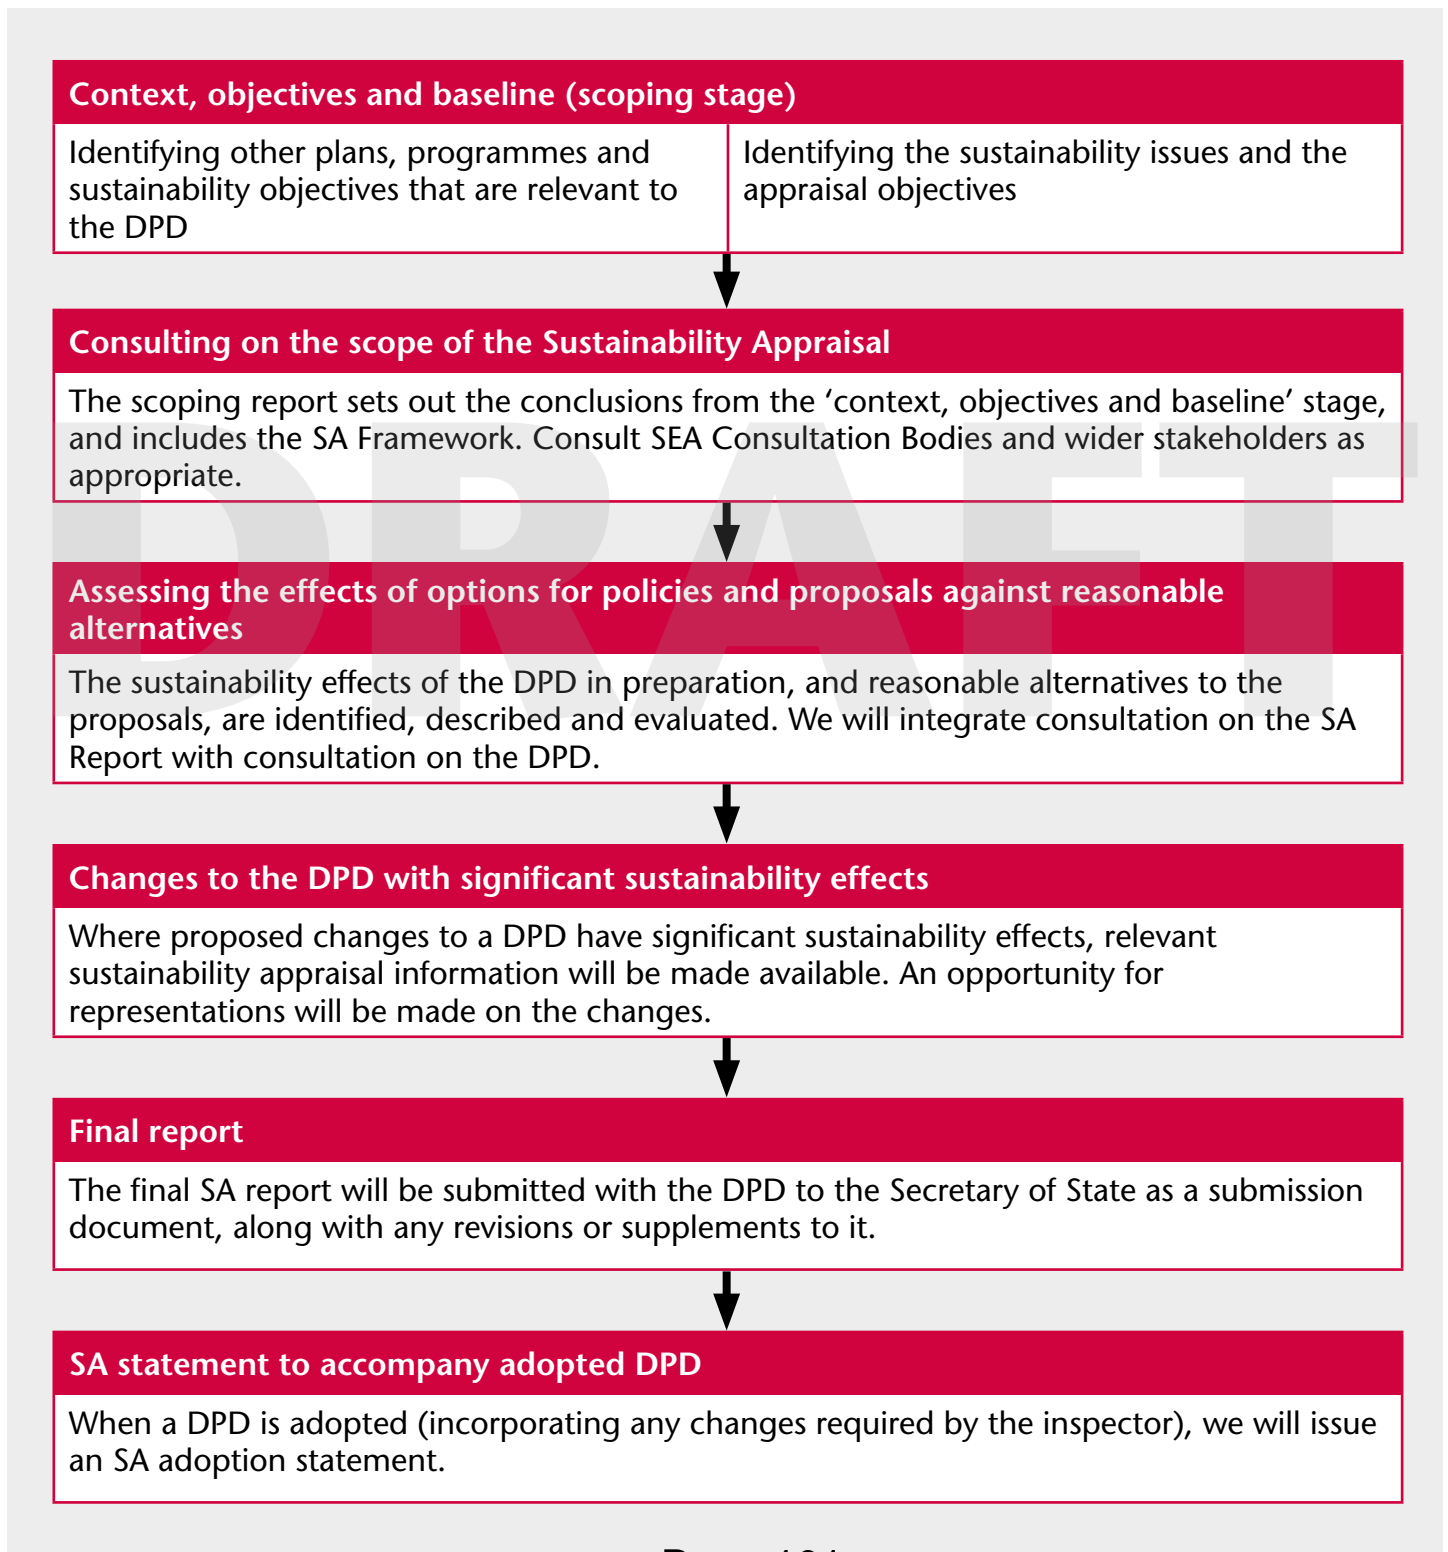 Context, objectives and baseline (scoping stage)
Identifying other plans, programmes and
sustainability objectives that are relevant to
the DPD
Identifying the sustainability issues and the
appraisal objectives
Consulting on the scope of the Sustainability Appraisal
The scoping report sets out the conclusions from the ‘context, objectives and baseline’ stage,
and includes the SA Framework. Consult SEA Consultation Bodies and wider stakeholders as
appropriate.
DRAFT
Assessing the effects of options for policies and proposals against reasonable
alternatives
The sustainability effects of the DPD in preparation, and reasonable alternatives to the
proposals, are identified, described and evaluated. We will integrate consultation on the SA
Report with consultation on the DPD.
Changes to the DPD with significant sustainability effects
Where proposed changes to a DPD have significant sustainability effects, relevant
sustainability appraisal information will be made available. An opportunity for
representations will be made on the changes.
Final report
The final SA report will be submitted with the DPD to the Secretary of State as a submission
document, along with any revisions or supplements to it.
SA statement to accompany adopted DPD
When a DPD is adopted (incorporating any changes required by the inspector), we will issue
an SA adoption statement.